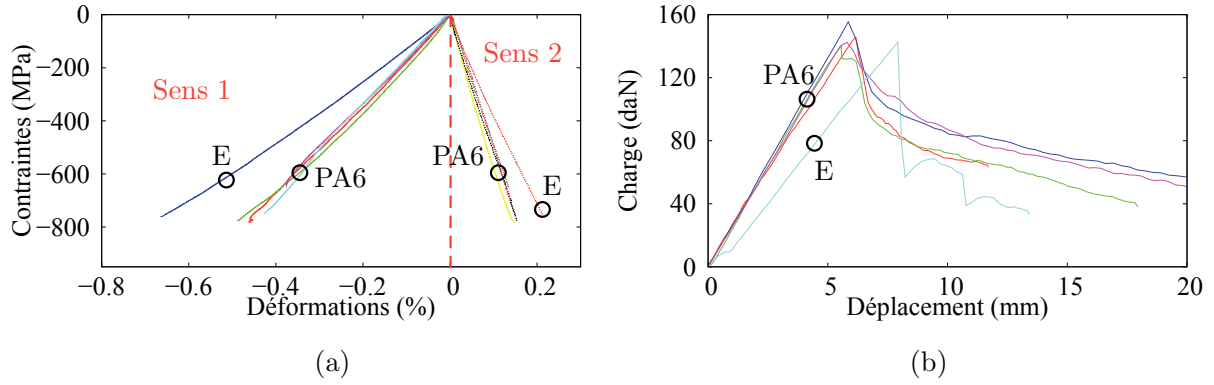 Contraintes (MPa)
0
−200
−400
−600
−800
Sens 1
Sens 2
E
PA6
PA6
E
−0.8
−0.6
−0.4
−0.2
0
0.2
Déformations (%)
(a)
Charge (daN)
160
120
80
40
0
PA6
E
0
5
10
15
20
Déplacement (mm)
(b)